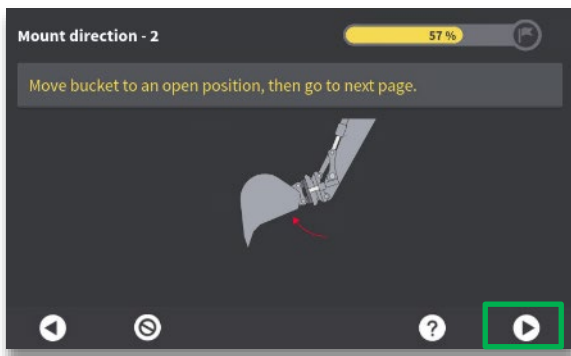 Mount direction - 2
57 %
Move bucket to an open position, then go to next page.
?